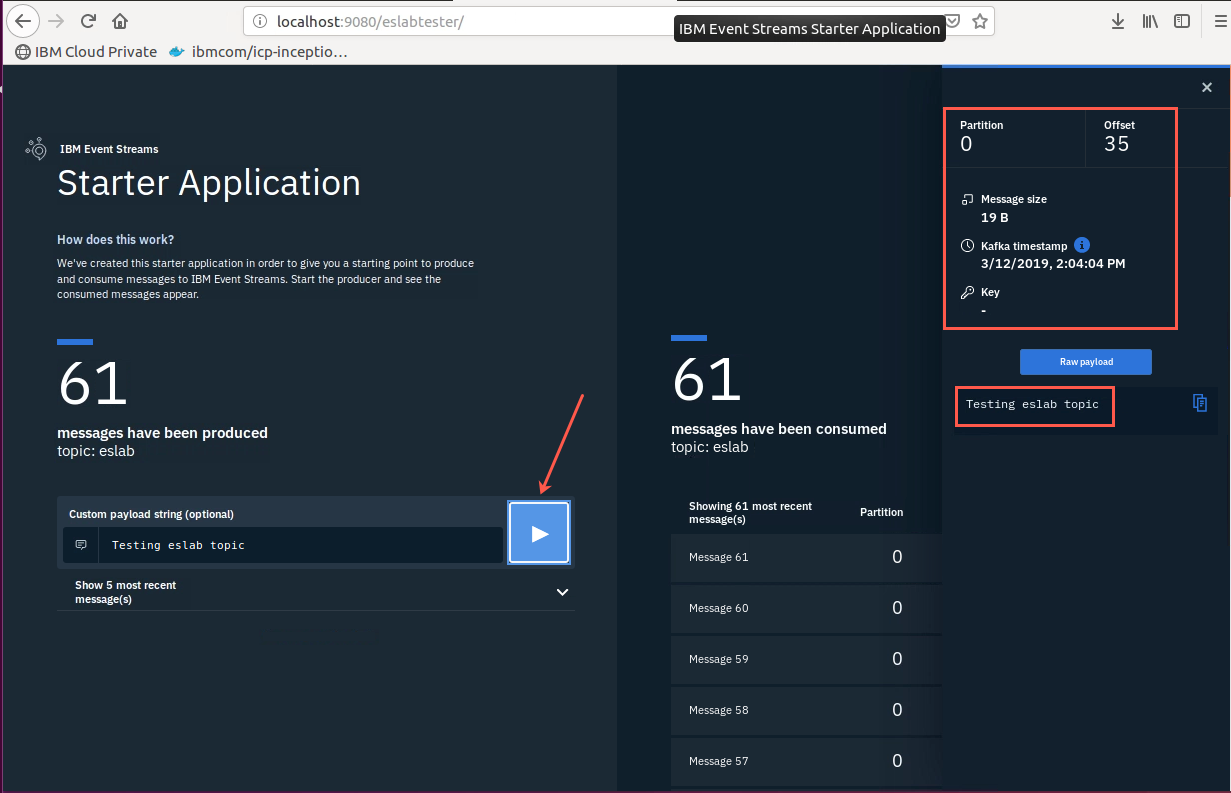 localhost:9080/eslabtester/
IBM Event Streams Starter Application
IBM Cloud Private
ibmcom/icp-inceptio…
IBM Event Streams
Starter Application
How does this work?
We've created this starter application in order to give you a starting point to produce
and consume messages to IBM Event Streams. Start the producer and see the
consumed messages appear.
61
messages have been produced
topic: eslab
Custom payload string (optional)
Testing eslab topic
Show 5 most recent
message(s)
61
messages have been consumed
topic: eslab
Showing 61 most recent
message(s)
Partition
Message 61 0
Message 60 0
Message 59 0
Message 58 0
Message 57 0
Partition
0
Offset
35
Message size
19 B
Kafka timestamp
3/12/2019, 2:04:04 PM
Key
-
Raw payload
Testing eslab topic